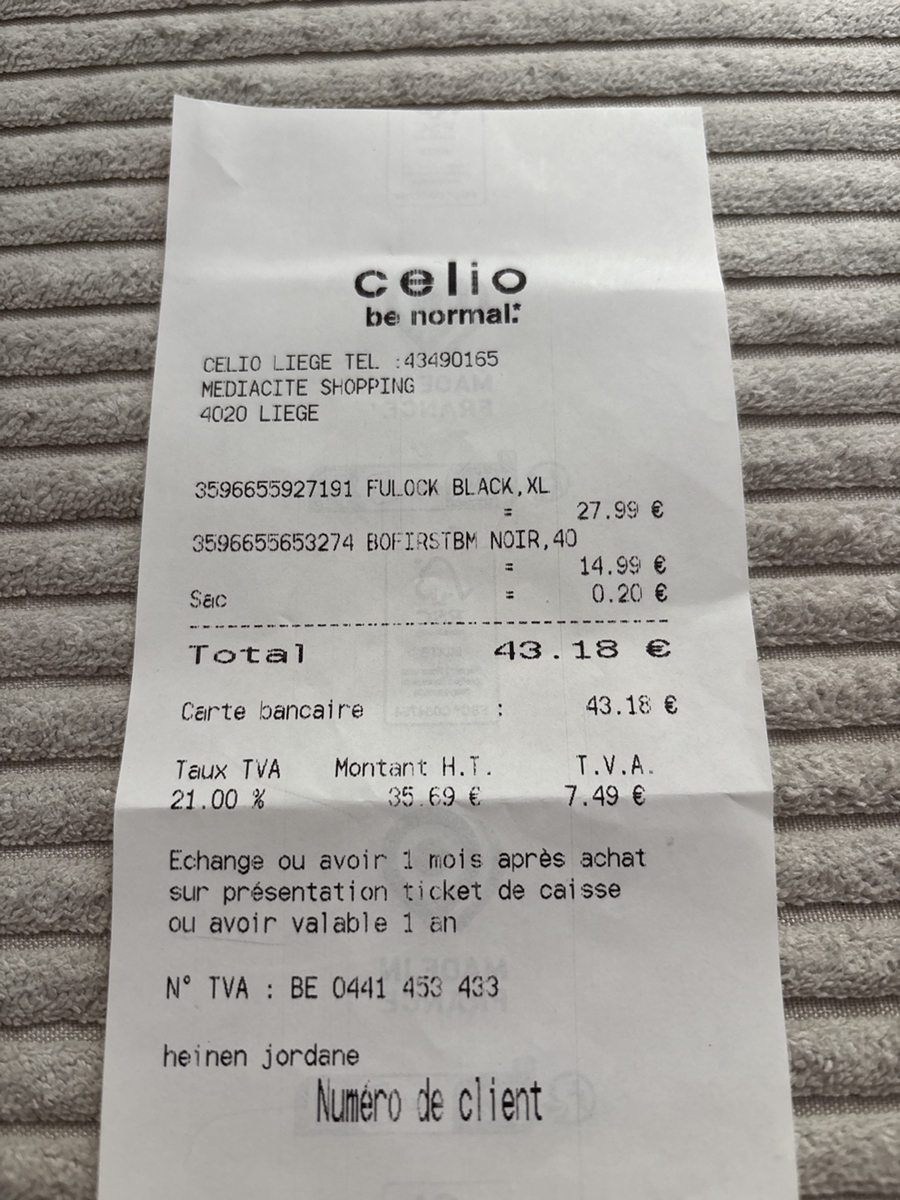 celio
be normal:*
CELIO LIEGE TEL :43490165
MEDIACITE SHOPPING
4020 LIEGE
3596655927191 FULOCK BLACK,XL
= 27.99 €
3596655653274 BOFIRSTBM NOIR,40
= 14.99 €
Sac = 0.20 €
Total 43.18 €
Carte bancaire : 43.18 €
Taux TVA Montant H.T. T.V.A.
21.00 % 35.69 € 7.49 €
Echange ou avoir 1 mois après achat
sur présentation ticket de caisse
ou avoir valable 1 an
N° TVA : BE 0441 453 433
heinen jordane
Numéro de client